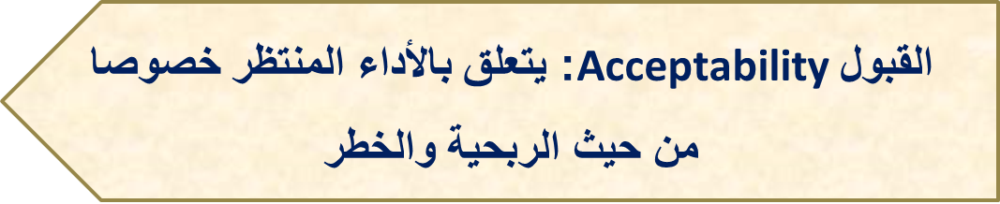 القبول Acceptability: يتعلق بالأداء المنتظر خصوصا
من حيث الربحية والخطر